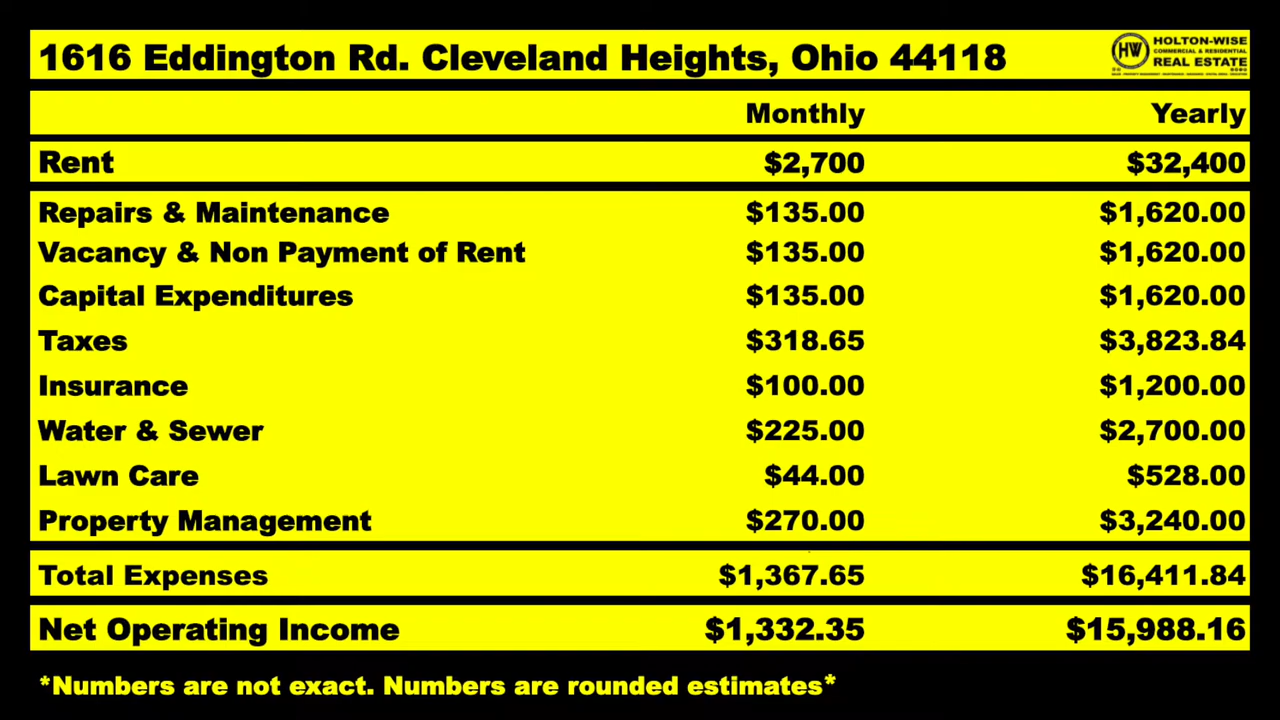 1616 Eddington Rd. Cleveland Heights, Ohio 44118
HW
HOLTON-WISE
COMMERCIAL & RESIDENTIAL
REAL ESTATE
Monthly Yearly
Rent $2,700 $32,400
Repairs & Maintenance $135.00 $1,620.00
Vacancy & Non Payment of Rent $135.00 $1,620.00
Capital Expenditures $135.00 $1,620.00
Taxes $318.65 $3,823.84
Insurance $100.00 $1,200.00
Water & Sewer $225.00 $2,700.00
Lawn Care $44.00 $528.00
Property Management $270.00 $3,240.00
Total Expenses $1,367.65 $16,411.84
Net Operating Income $1,332.35 $15,988.16
*Numbers are not exact. Numbers are rounded estimates*